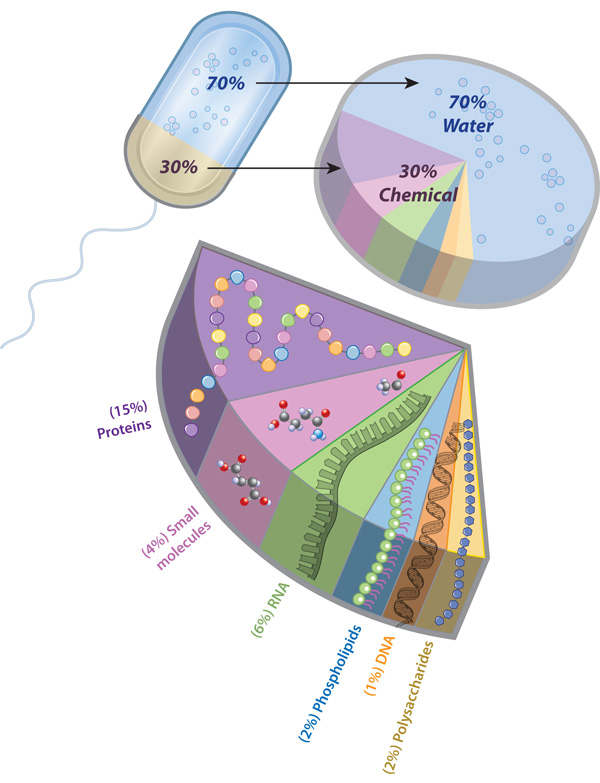 70%
30%
70%
Water
30%
Chemical
(15%)
Proteins
(4%) Small
molecules
(6%) RNA
(2%) Phospholipids
(1%) DNA
(2%) Polysaccharides